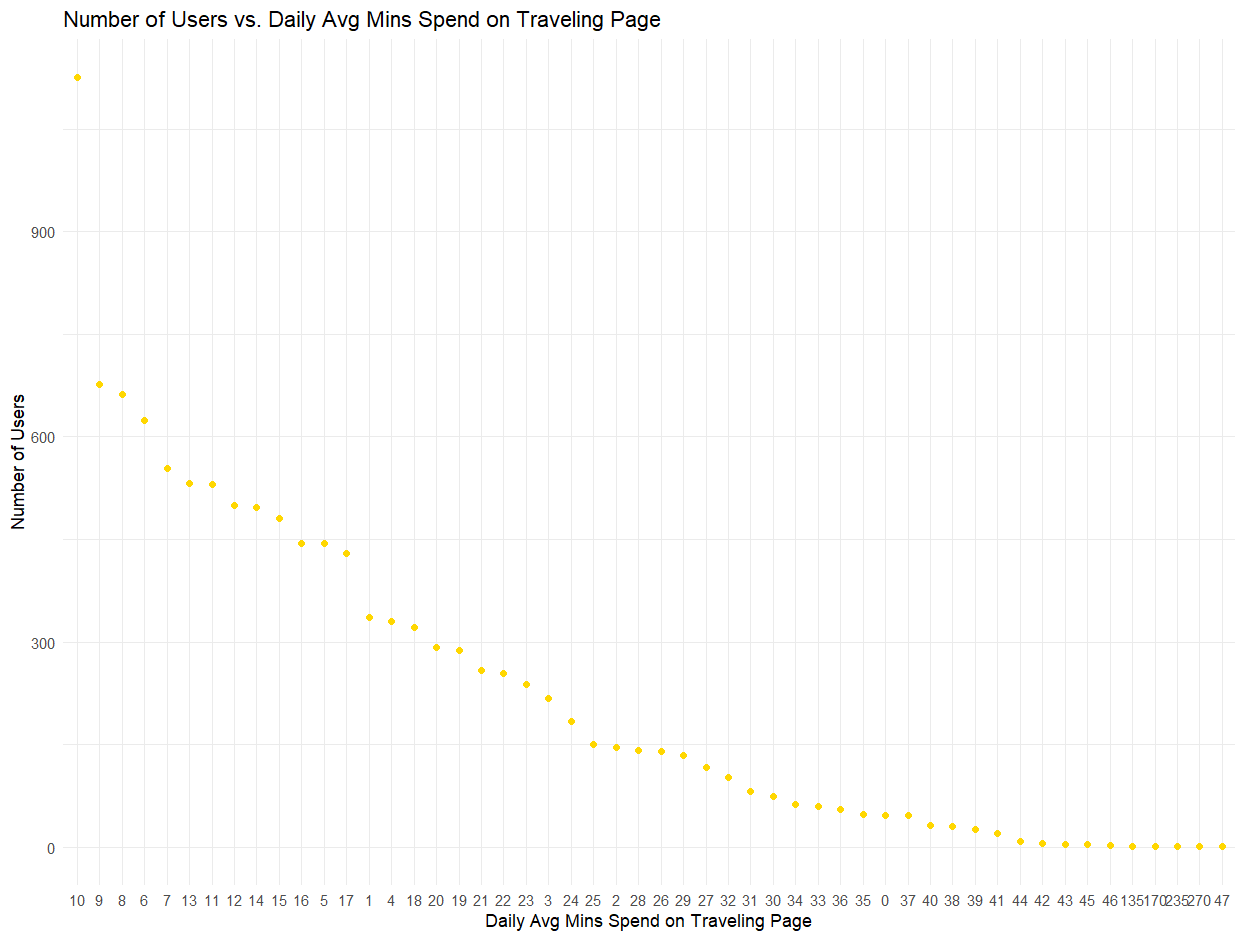 Number of Users vs. Daily Avg Mins Spend on Traveling Page
Number of Users
900
600
300
0
10 9 8 6 7 13 11 12 14 15 16 5 17 1 4 18 20 19 21 22 23 3 24 25 2 28 26 29 27 32 31 30 34 33 36 35 0 37 40 38 39 41 44 42 43 45 46 135 170 235 270 47
Daily Avg Mins Spend on Traveling Page